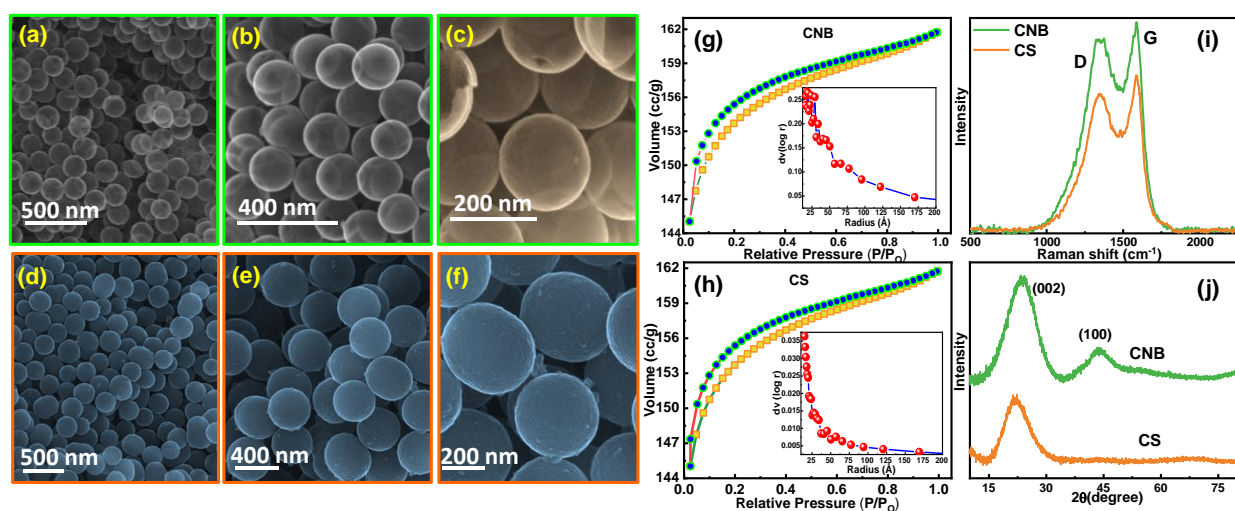 (a)
500 nm
(b)
400 nm
(c)
200 nm
(d)
500 nm
(e)
400 nm
(f)
200 nm
(g)
CNB
Volume (cc/g)
162
159
156
153
150
147
144
0.0 0.2 0.4 0.6 0.8 1.0
Relative Pressure (P/P₀)
dv(log r)
0.25
0.20
0.15
0.10
0.05
25 50 75 100 125 150 175 200
Radius (Å)
(h)
CS
Volume (cc/g)
162
159
156
153
150
147
144
0.0 0.2 0.4 0.6 0.8 1.0
Relative Pressure (P/P₀)
dv (log r)
0.035
0.030
0.025
0.020
0.015
0.010
0.005
25 50 75 100 125 150 175 200
Radius (Å)
(i)
CNB
CS
D
G
Intensity
500 1000 1500 2000
Raman shift (cm⁻¹)
(j)
(002)
(100)
CNB
CS
Intensity
15 30 45 60 75
2θ(degree)